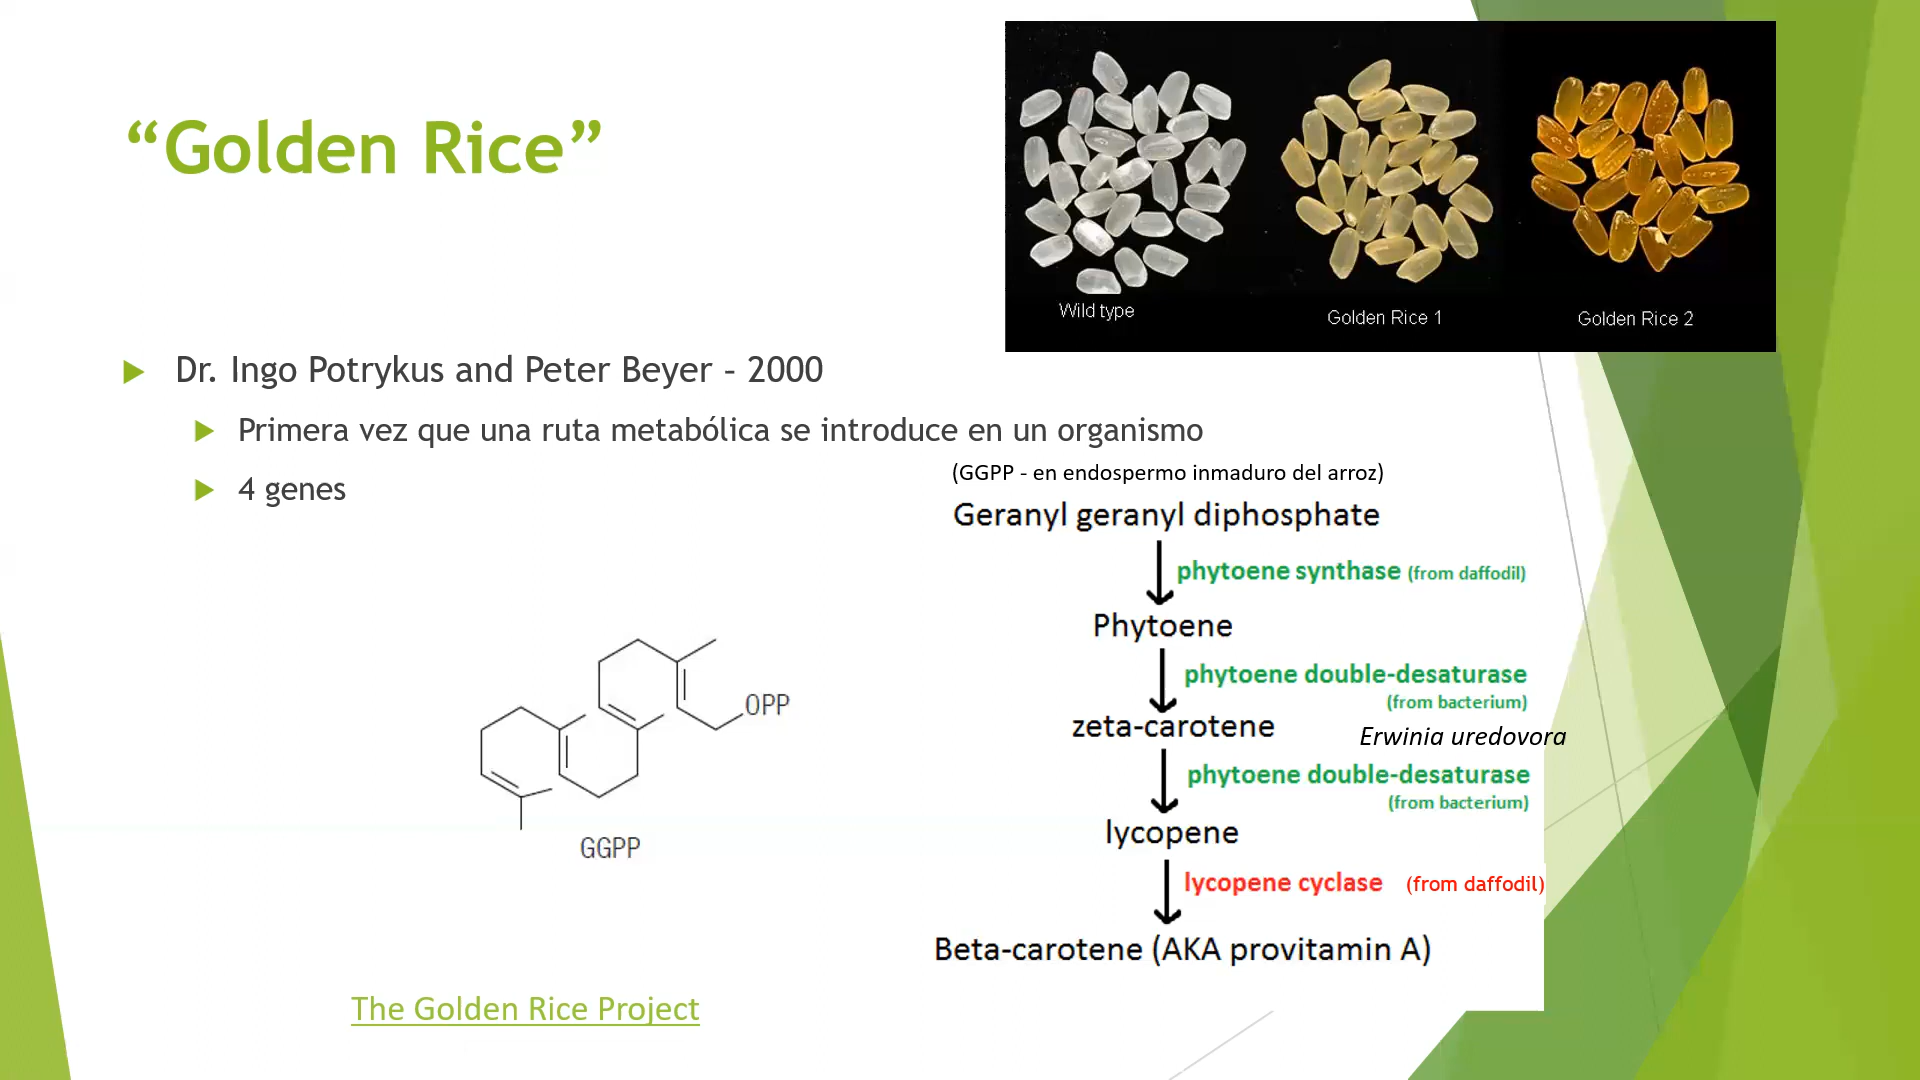 “Golden Rice”
Wild type
Golden Rice 1
Golden Rice 2
Dr. Ingo Potrykus and Peter Beyer – 2000
Primera vez que una ruta metabólica se introduce en un organismo
4 genes
(GGPP - en endospermo inmaduro del arroz)
Geranyl geranyl diphosphate
phytoene synthase (from daffodil)
Phytoene
phytoene double-desaturase
(from bacterium)
zeta-carotene
Erwinia uredovora
phytoene double-desaturase
(from bacterium)
lycopene
lycopene cyclase (from daffodil)
Beta-carotene (AKA provitamin A)
OPP
GGPP
The Golden Rice Project